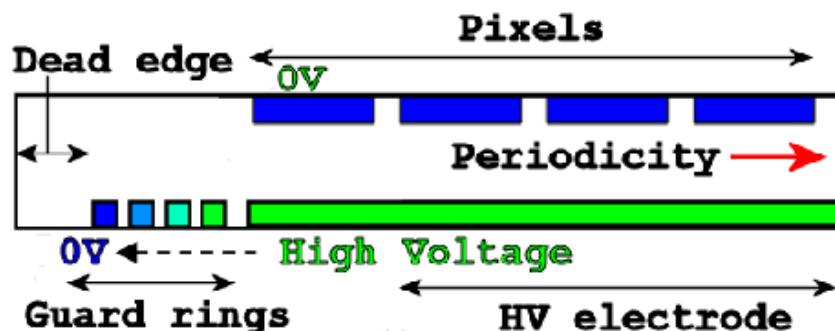 Pixels
Dead edge
0V
Periodicity
0V
High Voltage
Guard rings
HV electrode